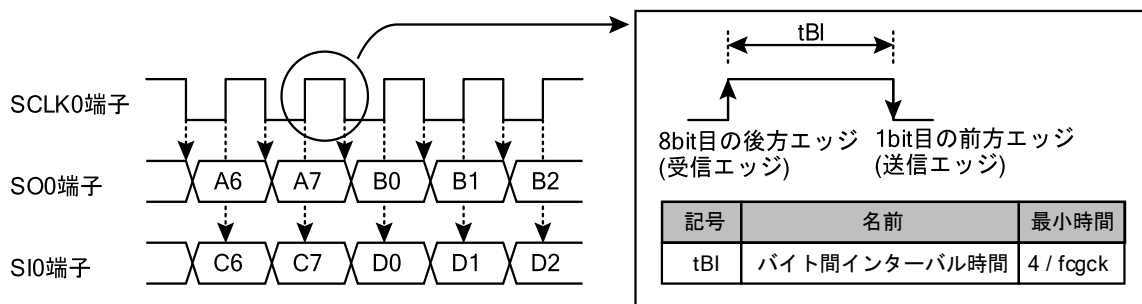 SCLK0端子
SO0端子
A6 A7 B0 B1 B2
SI0端子
C6 C7 D0 D1 D2
tBI
8bit目の後方エッジ
(受信エッジ)
1bit目の前方エッジ
(送信エッジ)
記号 名前 最小時間
tBI バイト間インターバル時間 4 / fcgck